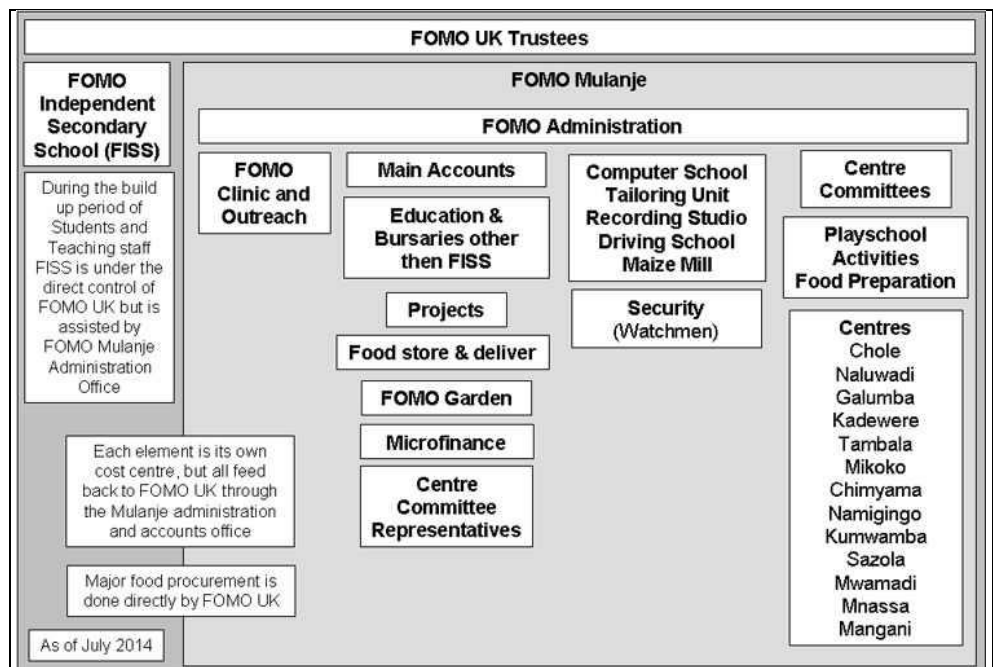 FOMO UK Trustees
FOMO
Independent
Secondary
School (FISS)
During the build
up period of
Students and
Teaching staff
FISS is under the
direct control of
FOMO UK but is
assisted by
FOMO Mulanje
Administration
Office
Each element is its own
cost centre, but all feed
back to FOMO UK through
the Mulanje administration
and accounts office
Major food procurement is
done directly by FOMO UK
As of July 2014
FOMO Mulanje
FOMO Administration
FOMO
Clinic and
Outreach
Main Accounts
Education &
Bursaries other
then FISS
Projects
Food store & deliver
FOMO Garden
Microfinance
Centre
Committee
Representatives
Computer School
Tailoring Unit
Recording Studio
Driving School
Maize Mill
Security
(Watchmen)
Centre
Committees
Playschool
Activities
Food Preparation
Centres
Chole
Naluwadi
Galumba
Kadewere
Tambala
Mikoko
Chimyama
Namigingo
Kumwamba
Sazola
Mwamadi
Mnassa
Mangani